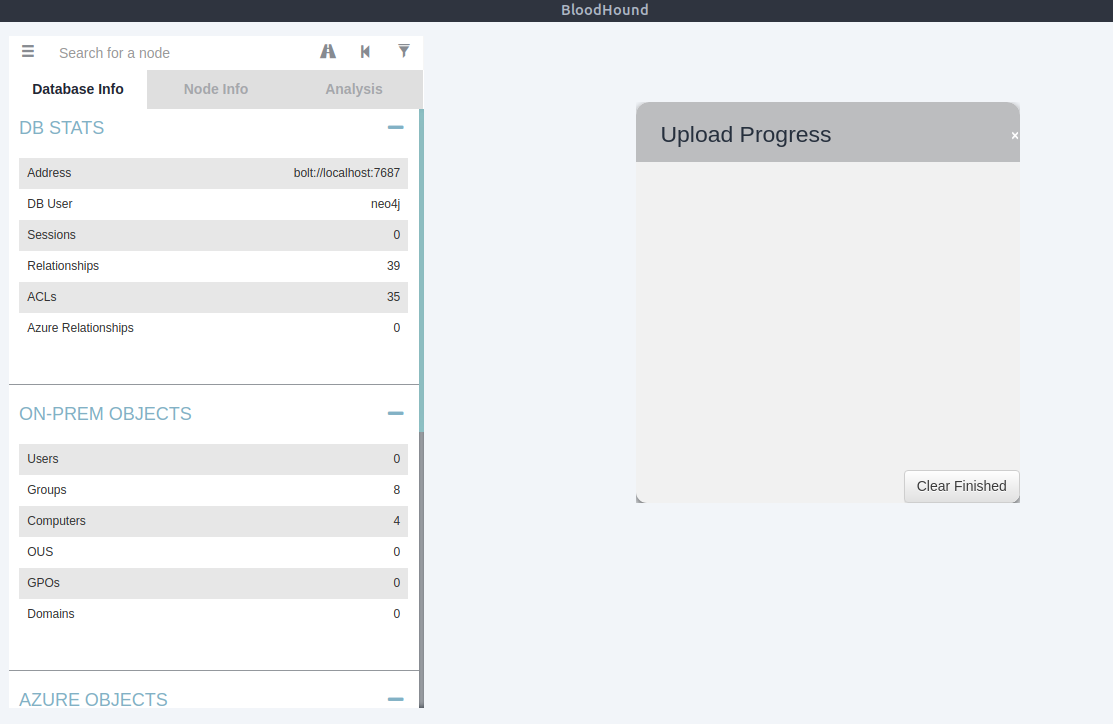 BloodHound
Search for a node
Database Info Node Info Analysis
DB STATS
Address bolt://localhost:7687
DB User neo4j
Sessions 0
Relationships 39
ACLs 35
Azure Relationships 0
ON-PREM OBJECTS
Users 0
Groups 8
Computers 4
OUS 0
GPOs 0
Domains 0
AZURE OBJECTS
Upload Progress ×
Clear Finished